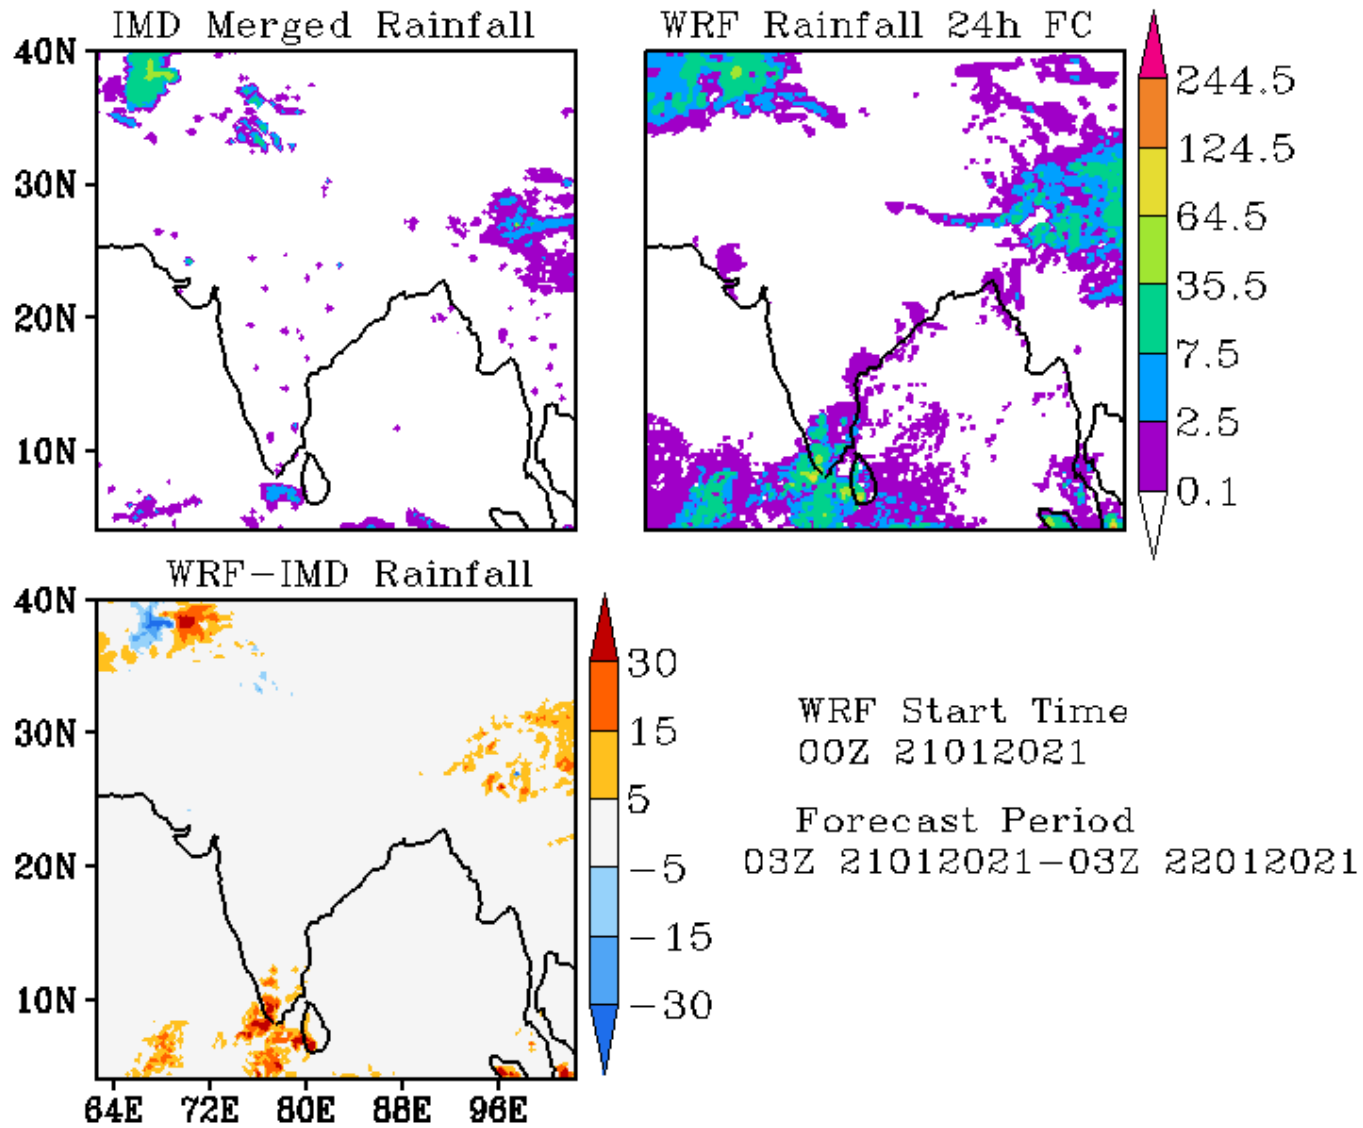 IMD Merged Rainfall
WRF Rainfall 24h FC
40N
30N
20N
10N
244.5
124.5
64.5
35.5
7.5
2.5
0.1
WRF-IMD Rainfall
40N
30N
20N
10N
64E 72E 80E 88E 96E
30
15
5
-5
-15
-30
WRF Start Time
00Z 21012021
Forecast Period
03Z 21012021-03Z 22012021